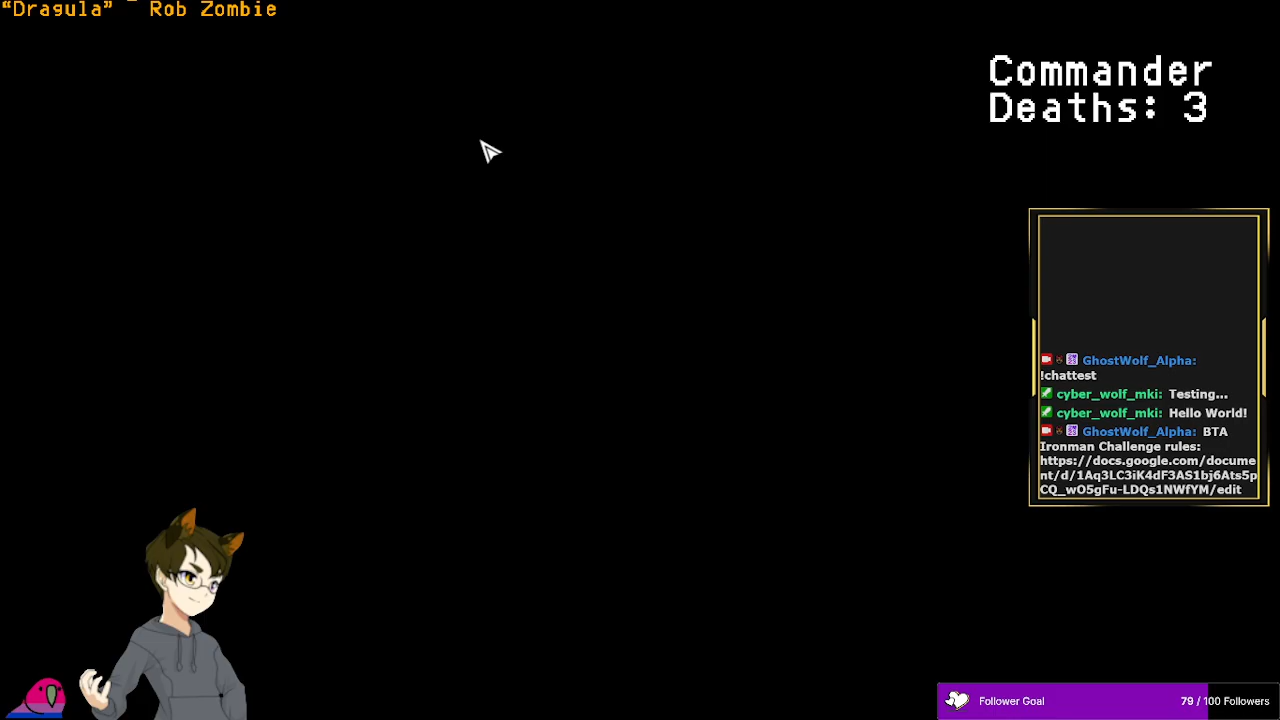 “Dragula” - Rob Zombie
Commander
Deaths: 3
GhostWolf_Alpha:
!chattest
cyber_wolf_mki: Testing...
cyber_wolf_mki: Hello World!
GhostWolf_Alpha: BTA
Ironman Challenge rules:
https://docs.google.com/docume
nt/d/1Aq3LC3iK4dF3AS1bj6Ats5p
CQ_wO5gFu-LDQs1NWfYM/edit
Follower Goal
79 / 100 Followers